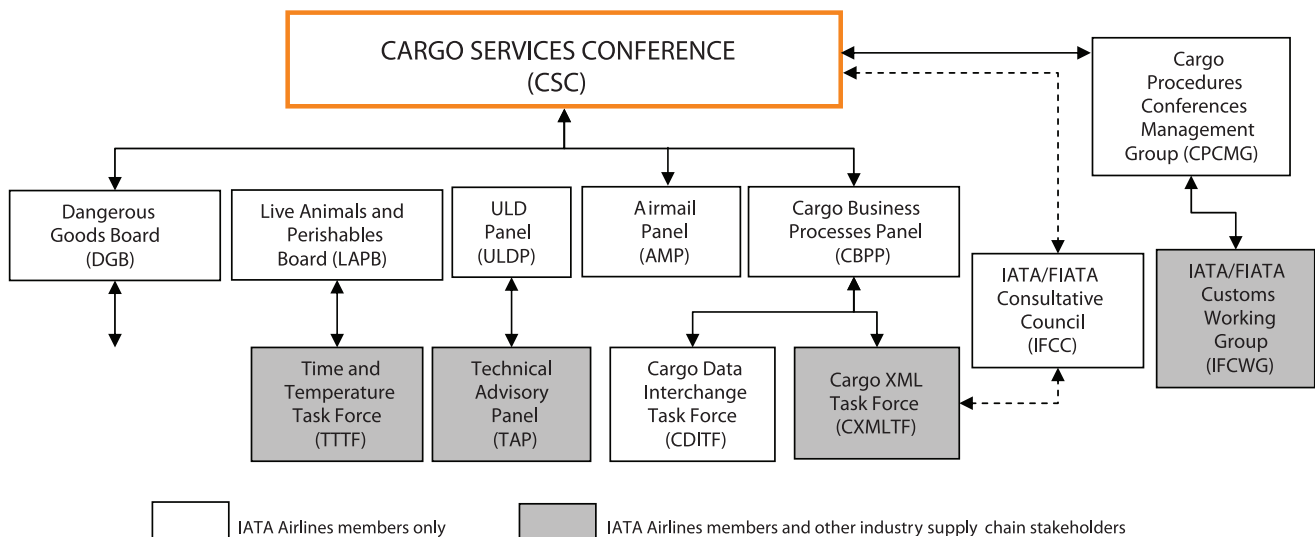 CARGO SERVICES CONFERENCE
(CSC)
Cargo
Procedures
Conferences
Management
Group (CPCMG)
Dangerous
Goods Board
(DGB)
Live Animals and
Perishables
Board (LAPB)
ULD
Panel
(ULDP)
Airmail
Panel
(AMP)
Cargo Business
Processes Panel
(CBPP)
IATA/FIATA
Consultative
Council
(IFCC)
IATA/FIATA
Customs
Working
Group
(IFCWG)
Time and
Temperature
Task Force
(TTTF)
Technical
Advisory
Panel
(TAP)
Cargo Data
Interchange
Task Force
(CDITF)
Cargo XML
Task Force
(CXMLTF)
IATA Airlines members only
IATA Airlines members and other industry supply chain stakeholders